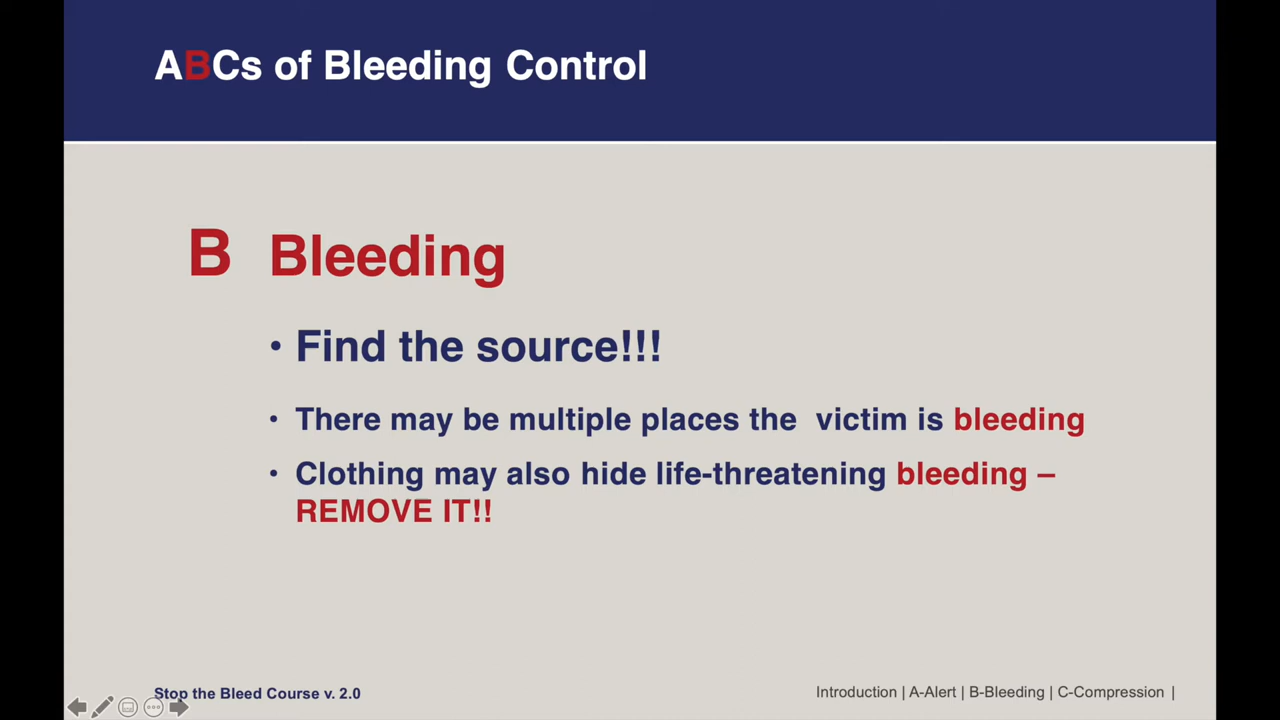 ABCs of Bleeding Control
B Bleeding
• Find the source!!!
• There may be multiple places the  victim is bleeding
• Clothing may also hide life-threatening bleeding –
REMOVE IT!!
Stop the Bleed Course v. 2.0
Introduction | A-Alert | B-Bleeding | C-Compression |